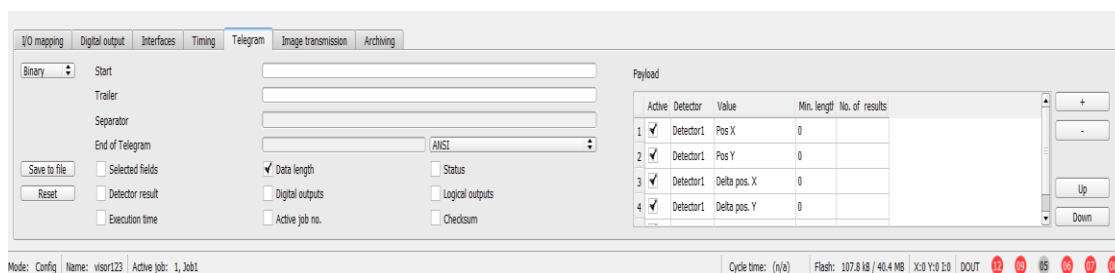 I/O mapping Digital output Interfaces Timing Telegram Image transmission Archiving
Binary Start
Trailer
Separator
End of Telegram ANSI
Save to file Selected fields Data length Status
Reset Detector result Digital outputs Logical outputs
Execution time Active job no. Checksum
Payload
Active Detector Value Min. length No. of results
1 Detector1 Pos X 0
2 Detector1 Pos Y 0
3 Detector1 Delta pos. X 0
4 Detector1 Delta pos. Y 0
+
-
Up
Down
Mode: Config Name: visor123 Active job: 1, Job1 Cycle time: (n/a) Flash: 107.8 kB / 40.4 MB X:0 Y:0 I:0 DOUT 12 09 05 06 07